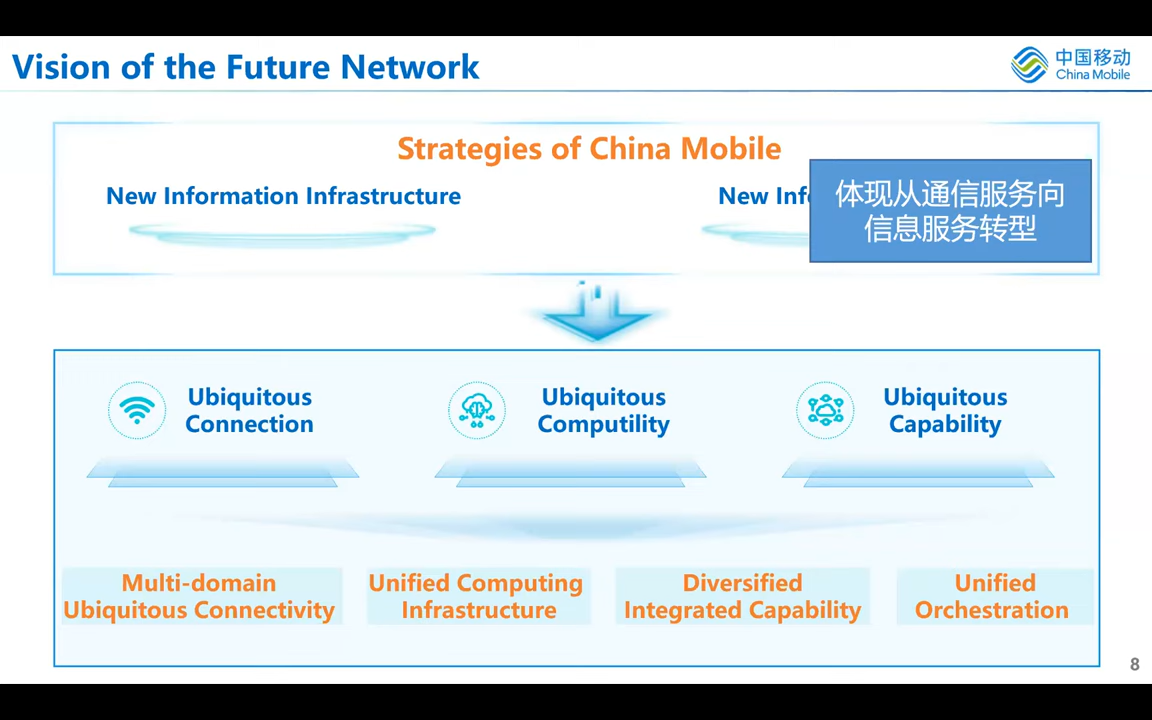 Vision of the Future Network
中国移动
China Mobile
Strategies of China Mobile
New Information Infrastructure
New
体现从通信服务向
信息服务转型
Ubiquitous
Connection
Ubiquitous
Computility
Ubiquitous
Capability
Multi-domain
Ubiquitous Connectivity
Unified Computing
Infrastructure
Diversified
Integrated Capability
Unified
Orchestration
8